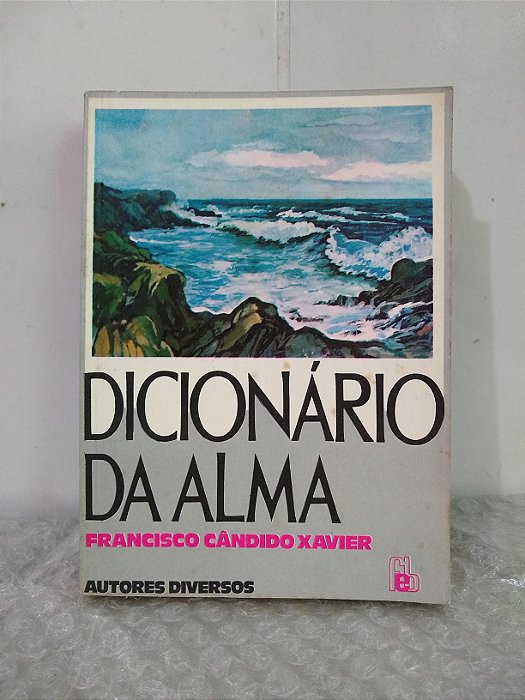 DICIONÁRIO
DA ALMA
FRANCISCO CÂNDIDO XAVIER
AUTORES DIVERSOS